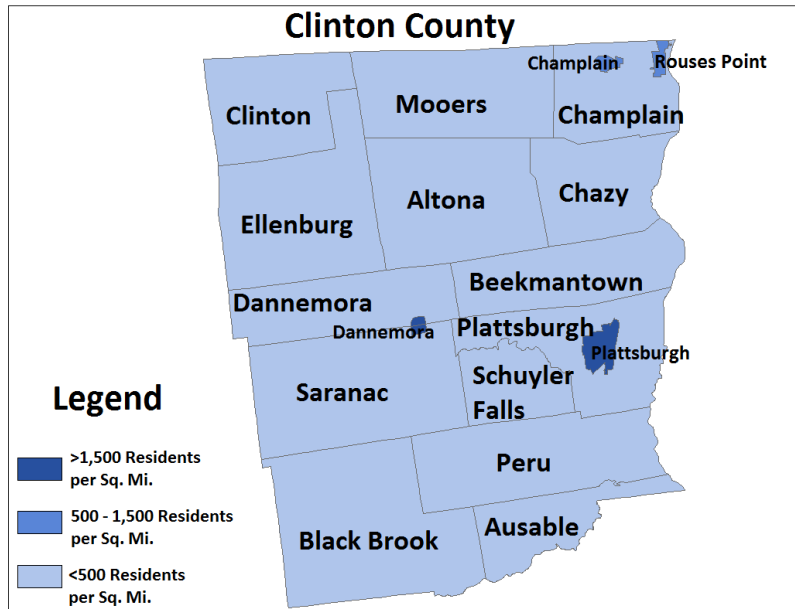 Clinton County
Champlain
Rouses Point
Clinton
Mooers
Champlain
Ellenburg
Altona
Chazy
Beekmantown
Dannemora
Dannemora
Plattsburgh
Plattsburgh
Saranac
Schuyler
Falls
Peru
Black Brook
Ausable
Legend
>1,500 Residents
per Sq. Mi.
500 - 1,500 Residents
per Sq. Mi.
<500 Residents
per Sq. Mi.